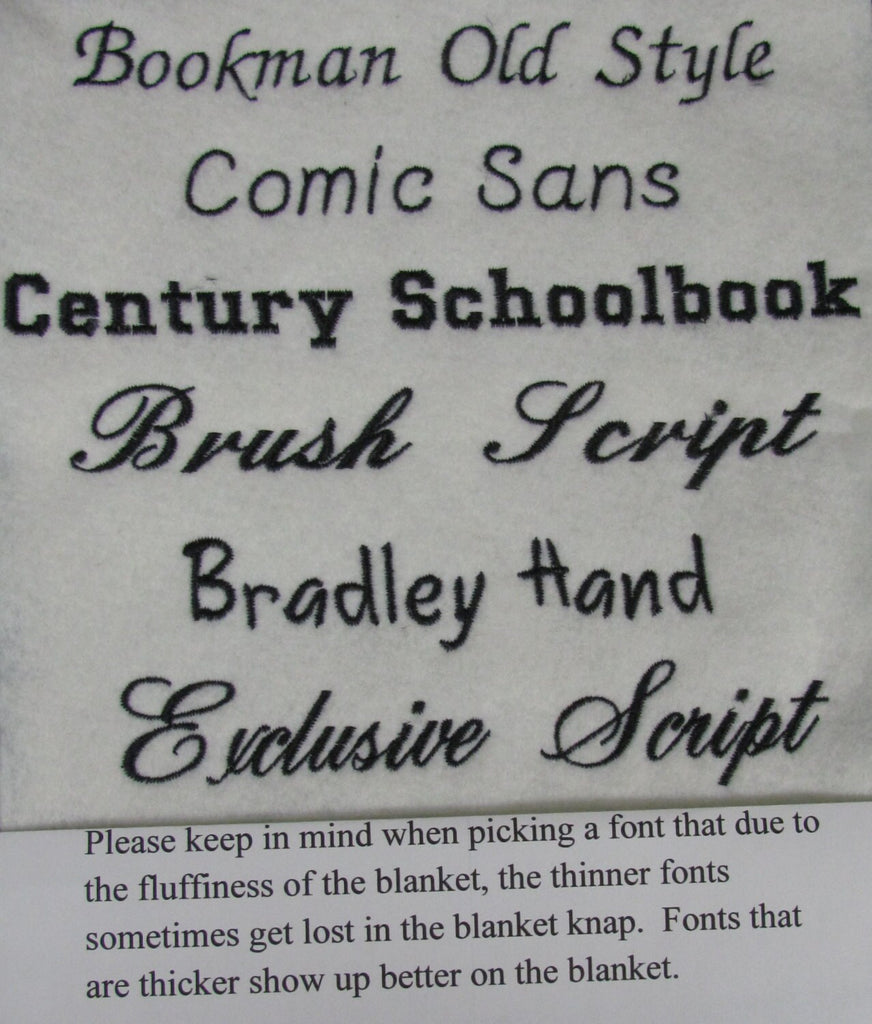 Bookman Old Style
Comic Sans
Century Schoolbook
Brush Script
Bradley Hand
Exclusive Script
Please keep in mind when picking a font that due to
the fluffiness of the blanket, the thinner fonts
sometimes get lost in the blanket knap.  Fonts that
are thicker show up better on the blanket.